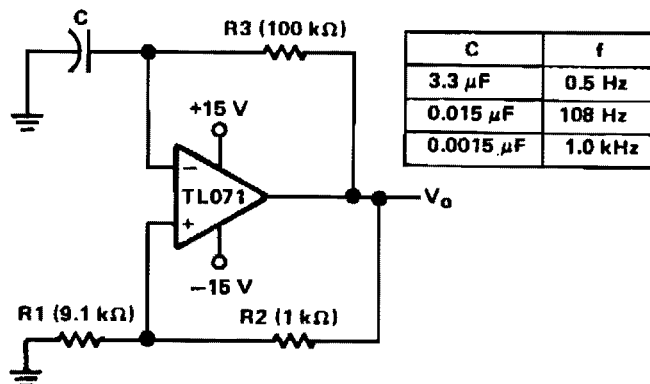 C
R3 (100 kΩ)
+15 V
−
TL071
+
−15 V
R1 (9.1 kΩ)
R2 (1 kΩ)
Vo
C f
3.3 μF 0.5 Hz
0.015 μF 108 Hz
0.0015 μF 1.0 kHz